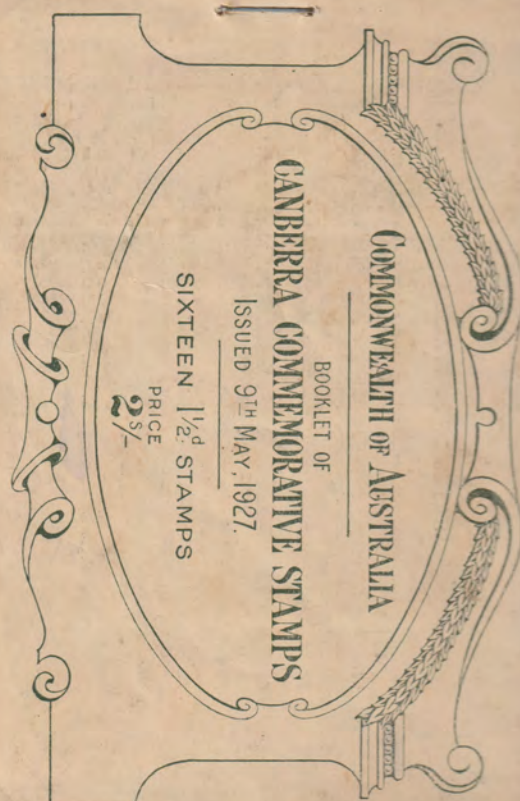 COMMONWEALTH OF AUSTRALIA
BOOKLET OF
CANBERRA COMMEMORATIVE STAMPS
ISSUED 9TH MAY, 1927.
SIXTEEN 1½d. STAMPS
PRICE
2S/-